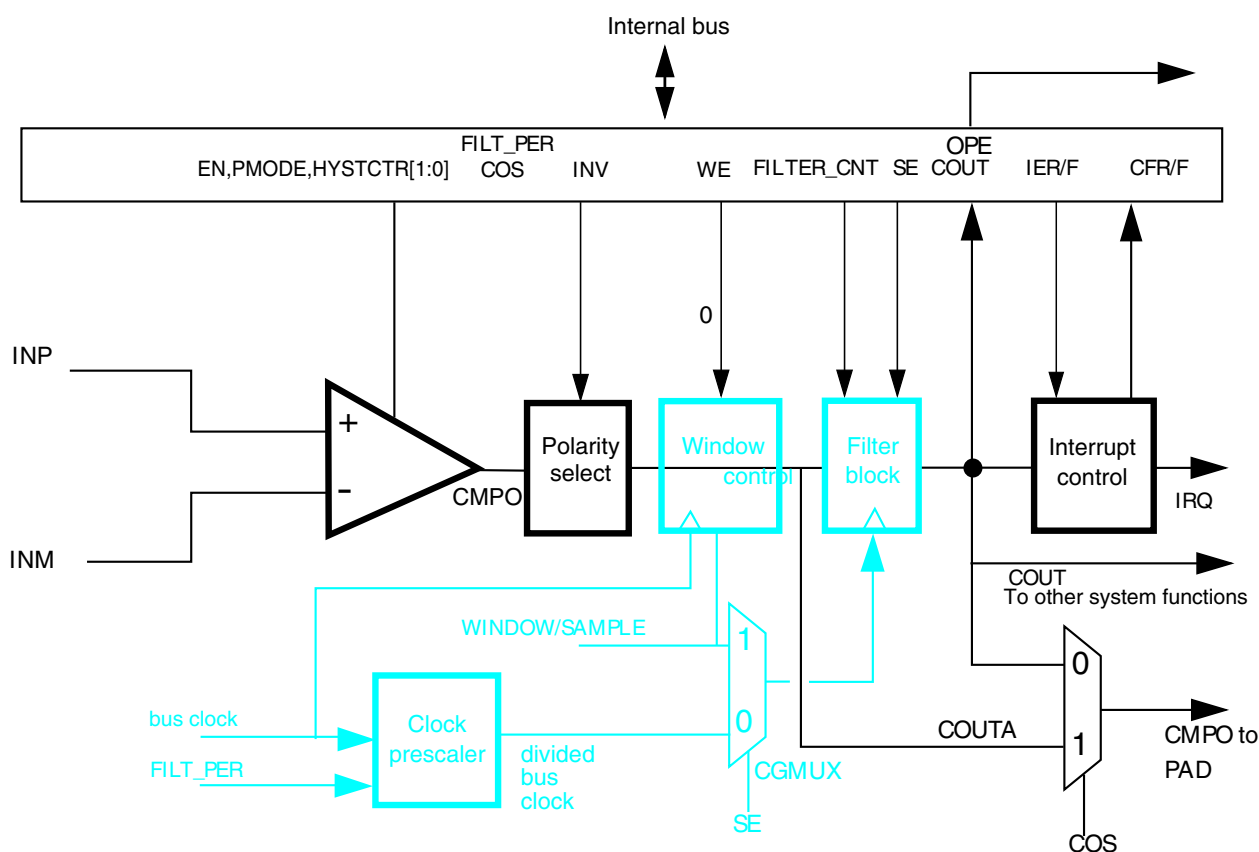 Internal bus
FILT_PER
OPE
EN,PMODE,HYSTCTR[1:0]
COS
INV
WE
FILTER_CNT
SE
COUT
IER/F
CFR/F
0
INP
+
-
CMPO
Polarity
select
Window
control
Filter
block
Interrupt
control
IRQ
INM
COUT
To other system functions
WINDOW/SAMPLE
1
0
CGMUX
SE
bus clock
FILT_PER
Clock
prescaler
divided
bus
clock
COUTA
0
1
CMPO to
PAD
COS